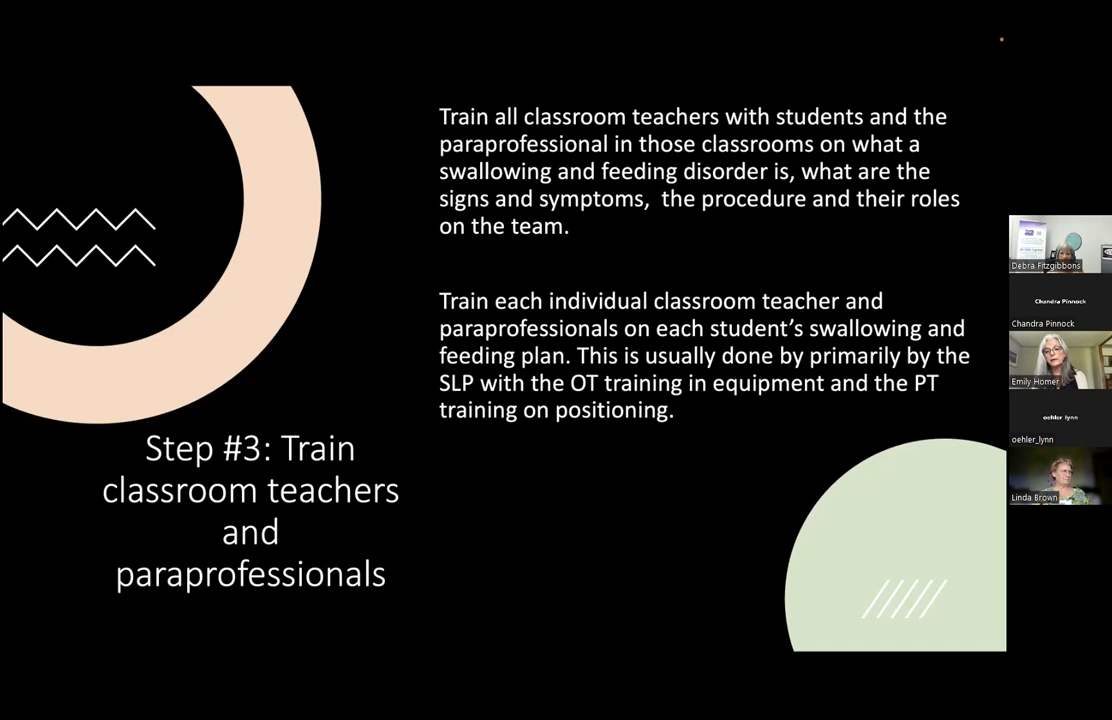 Train all classroom teachers with students and the
paraprofessional in those classrooms on what a
swallowing and feeding disorder is, what are the
signs and symptoms,  the procedure and their roles
on the team.
Train each individual classroom teacher and
paraprofessionals on each student’s swallowing and
feeding plan. This is usually done by primarily by the
SLP with the OT training in equipment and the PT
training on positioning.
Step #3: Train
classroom teachers
and
paraprofessionals
Debra Fitzgibbons
Chandra Pinnock
Chandra Pinnock
Emily Homer
oehler_lynn
oehler_lynn
Linda Brown